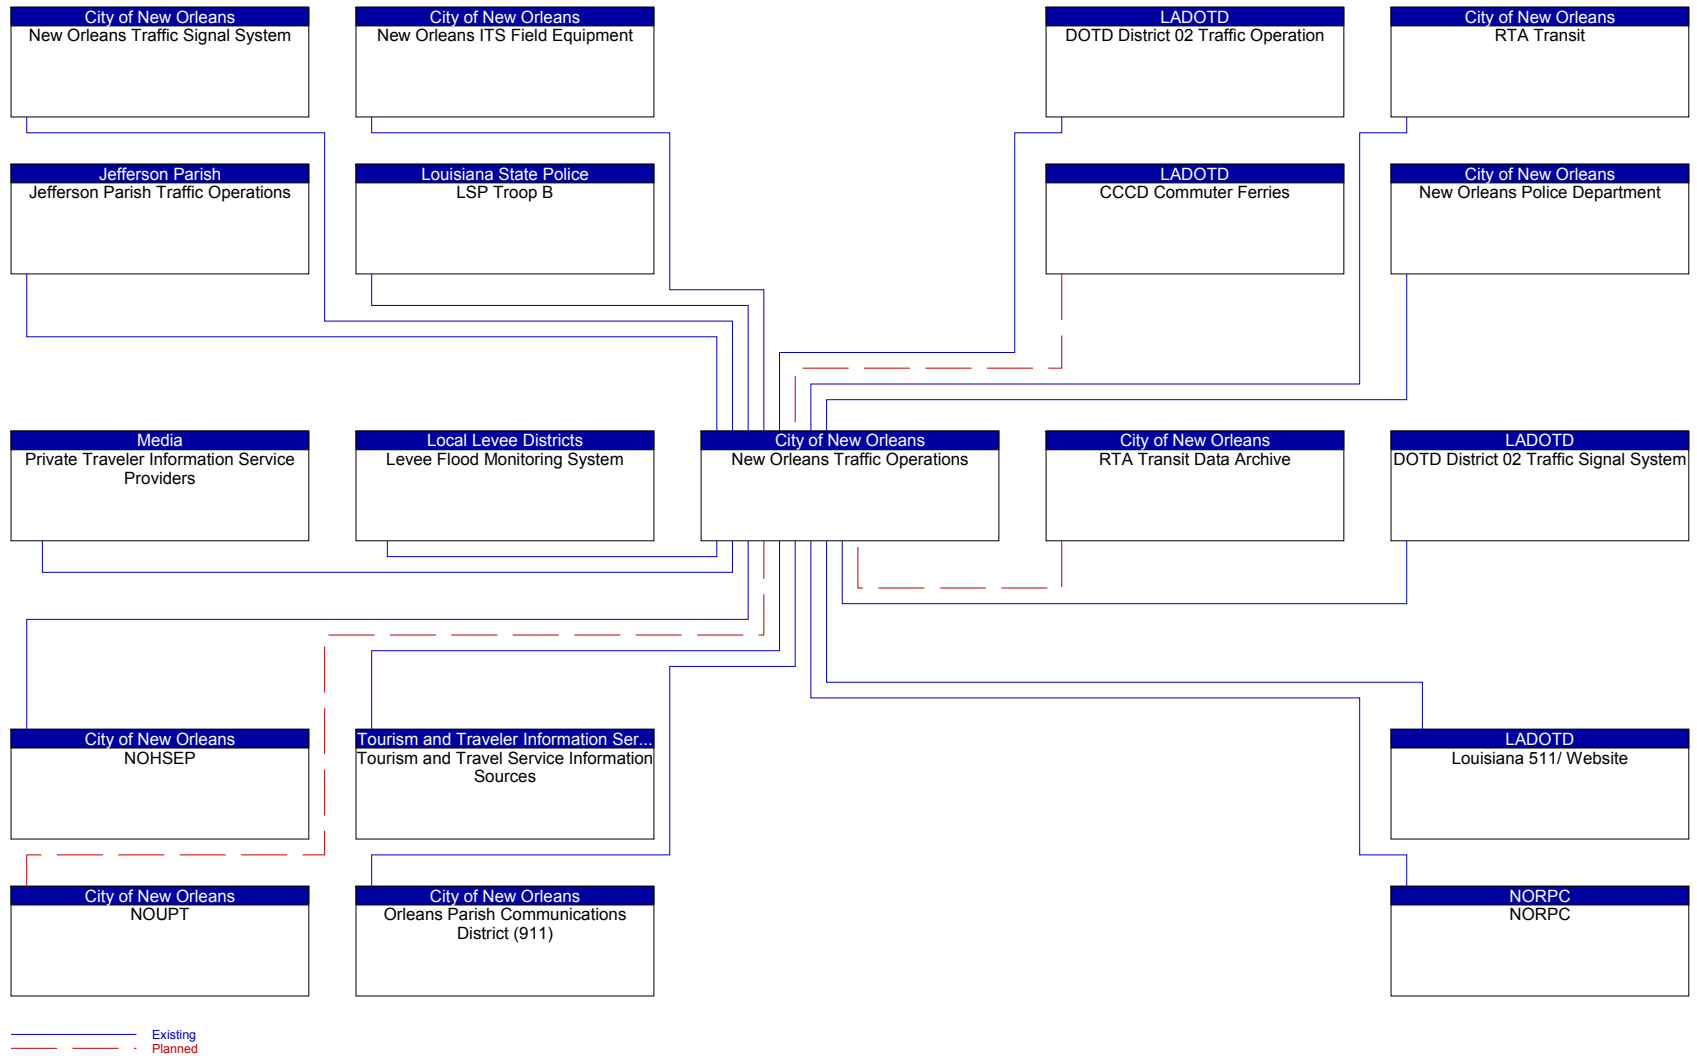 City of New Orleans
New Orleans Traffic Signal System
City of New Orleans
New Orleans ITS Field Equipment
LADOTD
DOTD District 02 Traffic Operation
City of New Orleans
RTA Transit
Jefferson Parish
Jefferson Parish Traffic Operations
Louisiana State Police
LSP Troop B
LADOTD
CCCD Commuter Ferries
City of New Orleans
New Orleans Police Department
Media
Private Traveler Information Service
Providers
Local Levee Districts
Levee Flood Monitoring System
City of New Orleans
New Orleans Traffic Operations
City of New Orleans
RTA Transit Data Archive
LADOTD
DOTD District 02 Traffic Signal System
City of New Orleans
NOHSEP
Tourism and Traveler Information Ser...
Tourism and Travel Service Information
Sources
LADOTD
Louisiana 511/ Website
City of New Orleans
NOUPT
City of New Orleans
Orleans Parish Communications
District (911)
NORPC
NORPC
Existing
Planned